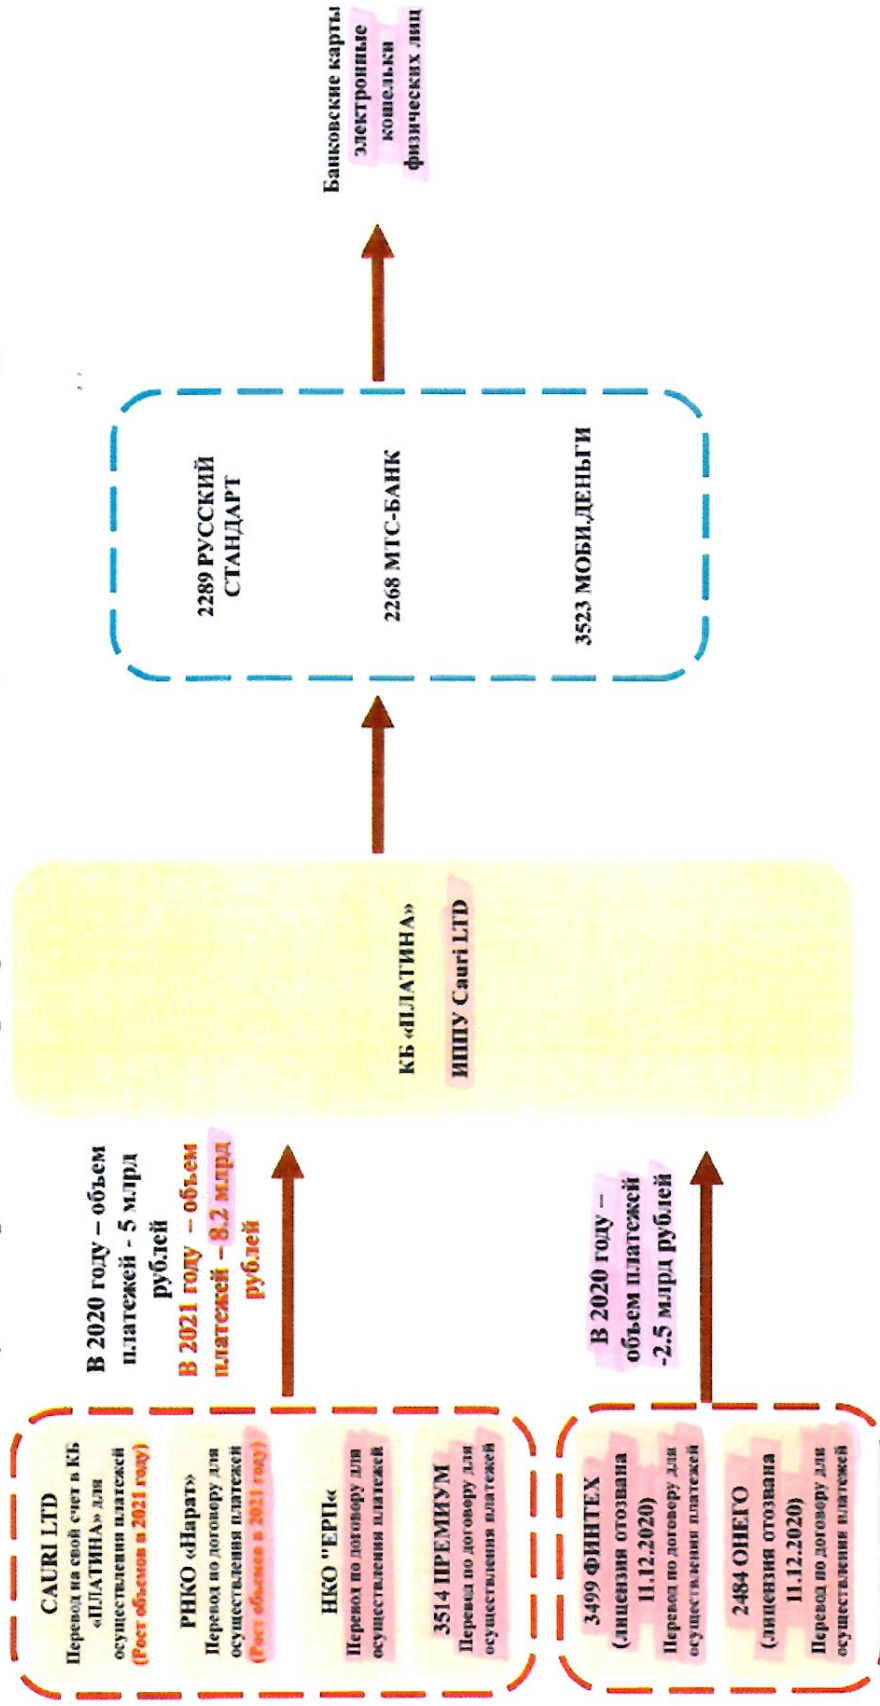 CAURI LTD
Перевод на свой счет в КБ
«ПЛАТИНА» для
осуществления платежей
(Рост объемов в 2021 году)
РНКО «Нарат»
Перевод по договору для
осуществления платежей
(Рост объемов в 2021 году)
НКО "ЕРП«
Перевод по договору для
осуществления платежей
3514 ПРЕМИУМ
Перевод по договору для
осуществления платежей
3499 ФИНТЕХ
(лицензия отозвана
11.12.2020)
Перевод по договору для
осуществления платежей
2484 ОНЕГО
(лицензия отозвана
11.12.2020)
Перевод по договору для
осуществления платежей
В 2020 году – объем
платежей - 5 млрд
рублей
В 2021 году – объем
платежей – 8.2 млрд
рублей
В 2020 году –
объем платежей
-2.5 млрд рублей
КБ «ПЛАТИНА»
ИППУ Cauri LTD
2289 РУССКИЙ
СТАНДАРТ
2268 МТС-БАНК
3523 МОБИ.ДЕНЬГИ
Банковские карты
электронные
кошельки
физических лиц